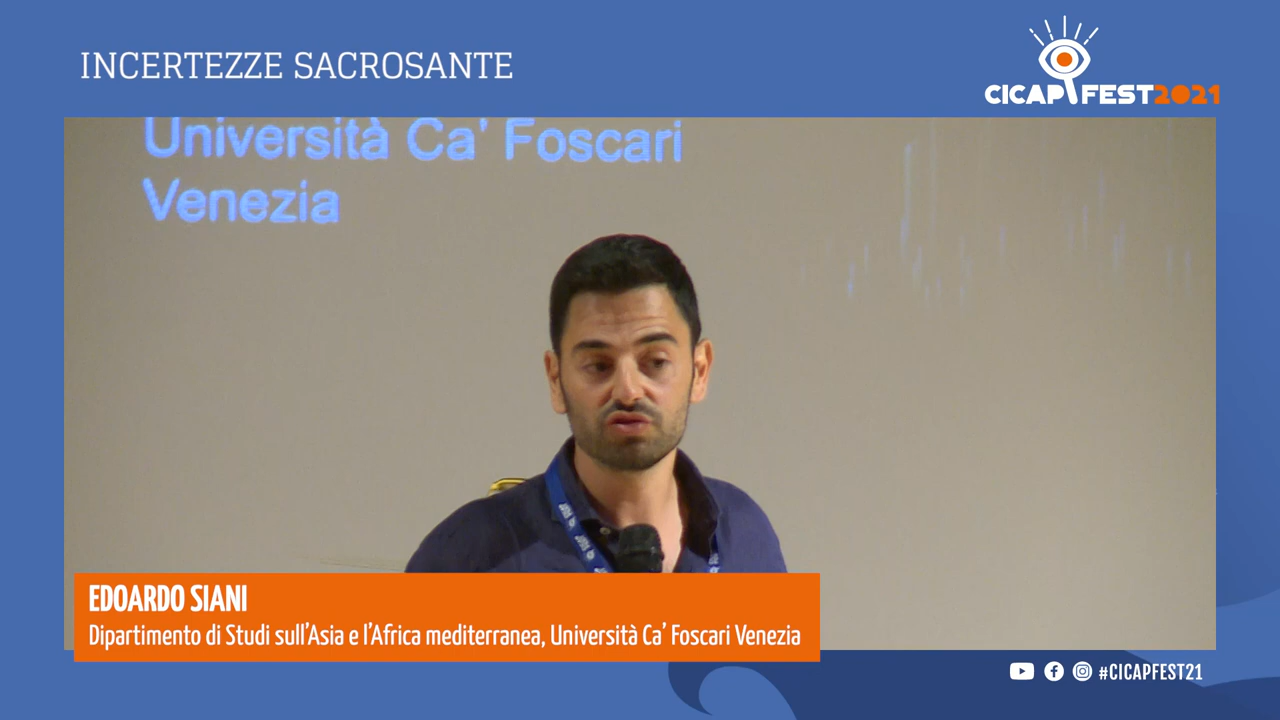 INCERTEZZE SACROSANTE
CICAP FEST2021
Università Ca' Foscari
Venezia
EDOARDO SIANI
Dipartimento di Studi sull'Asia e l'Africa mediterranea, Università Ca' Foscari Venezia
#CICAPFEST21